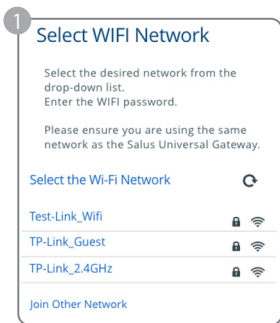 1
Select WIFI Network
Select the desired network from the
drop-down list.
Enter the WIFI password.
Please ensure you are using the same
network as the Salus Universal Gateway.
Select the Wi-Fi Network
Test-Link_Wifi
TP-Link_Guest
TP-Link_2.4GHz
Join Other Network